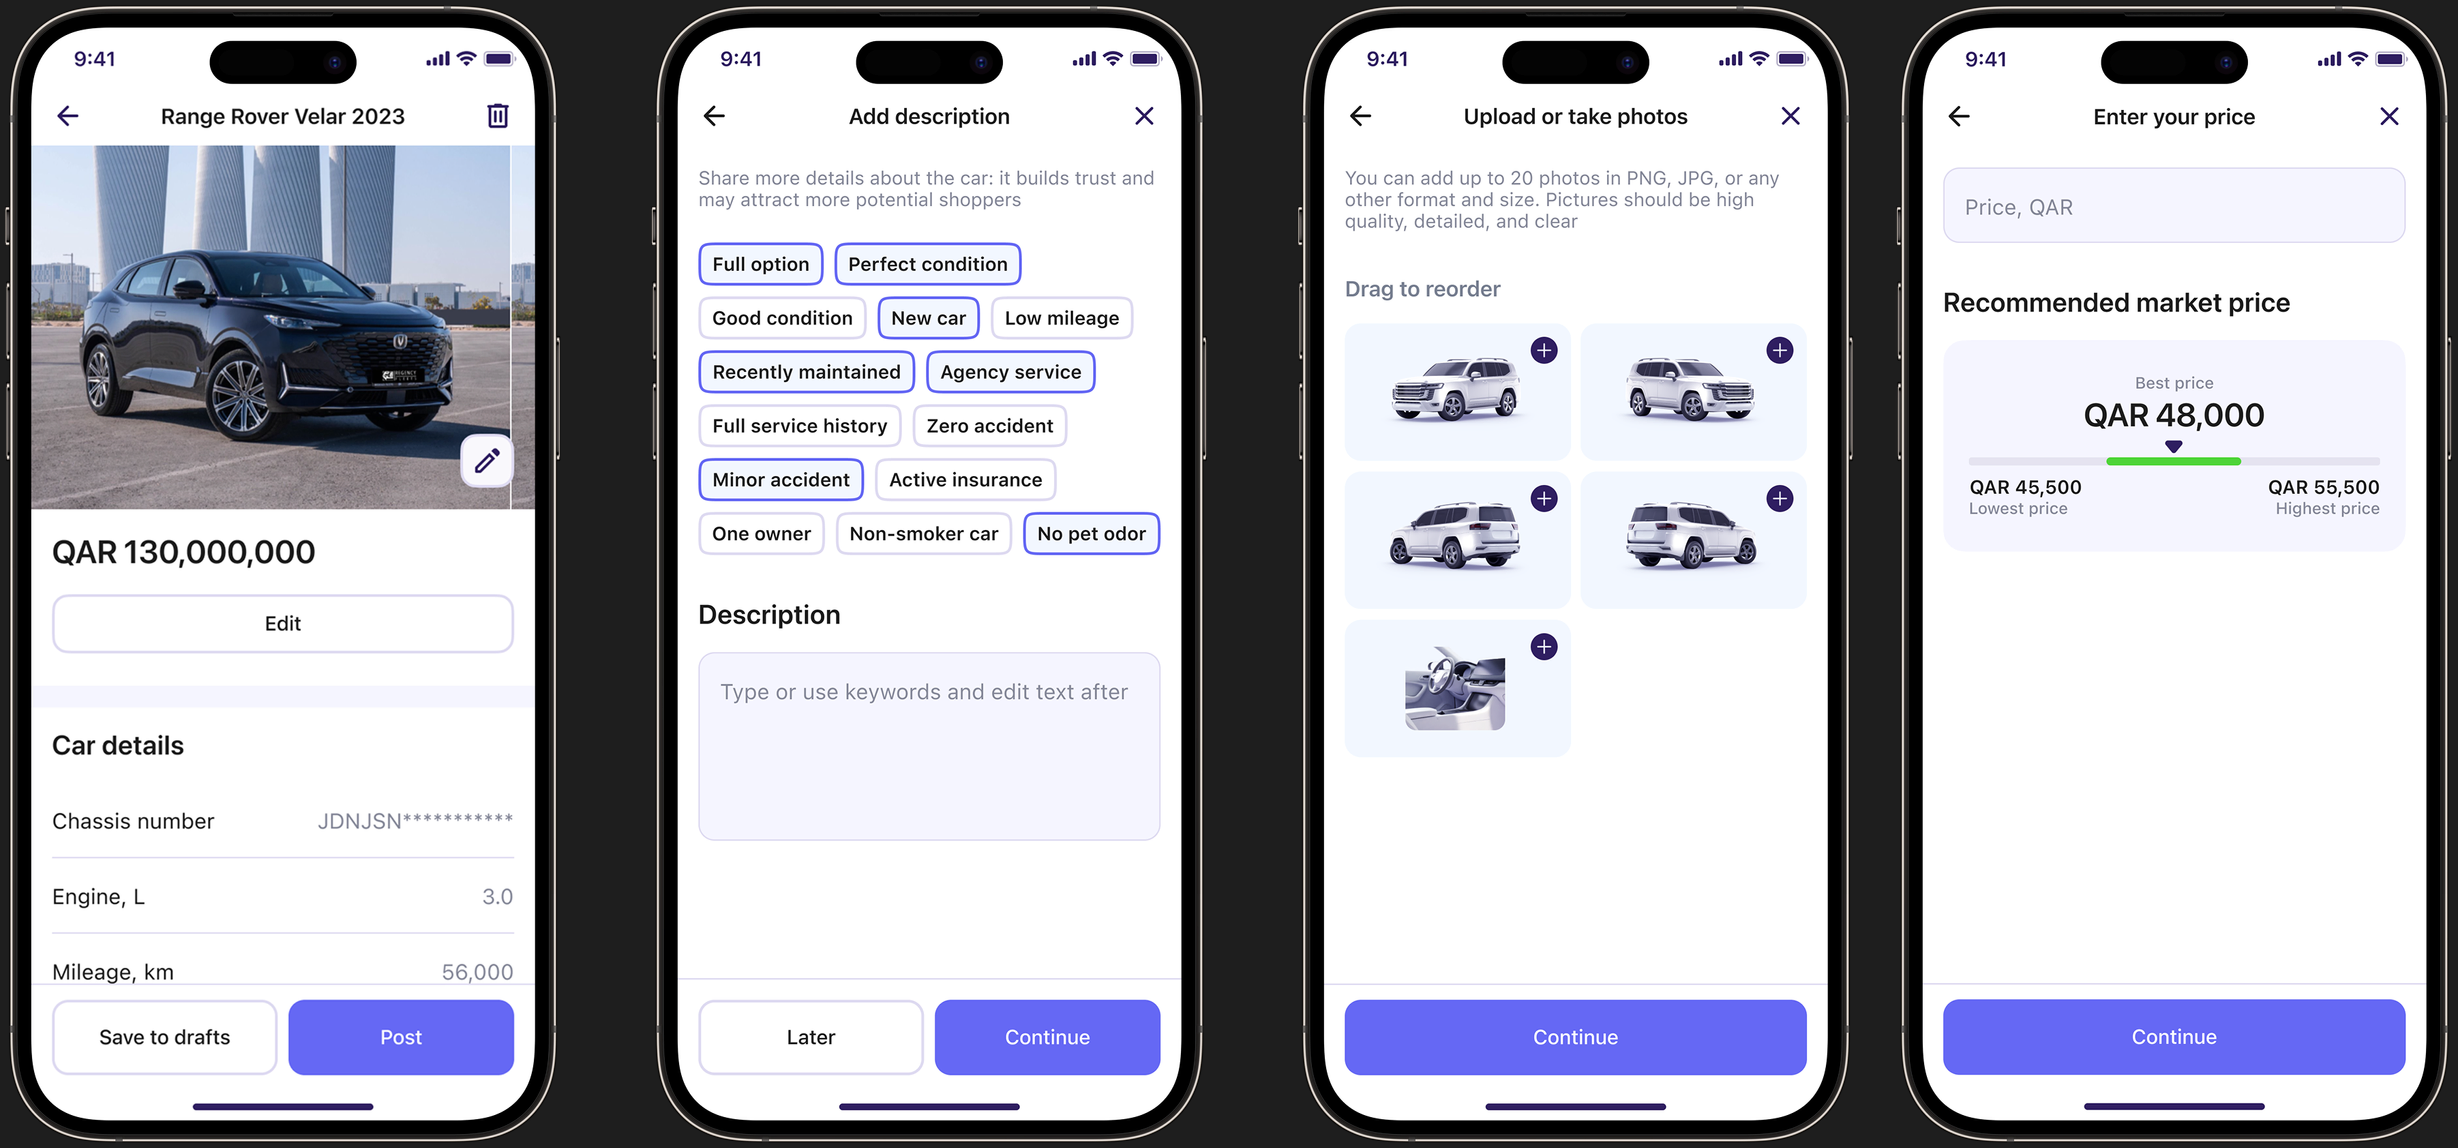 9:41
Range Rover Velar 2023
QAR 130,000,000
Edit
Car details
Chassis number JDNJSN***********
Engine, L 3.0
Mileage, km 56,000
Save to drafts Post
9:41
Add description
Share more details about the car: it builds trust and
may attract more potential shoppers
Full option Perfect condition
Good condition New car Low mileage
Recently maintained Agency service
Full service history Zero accident
Minor accident Active insurance
One owner Non-smoker car No pet odor
Description
Type or use keywords and edit text after
Later Continue
9:41
Upload or take photos
You can add up to 20 photos in PNG, JPG, or any
other format and size. Pictures should be high
quality, detailed, and clear
Drag to reorder
Continue
9:41
Enter your price
Price, QAR
Recommended market price
Best price
QAR 48,000
QAR 45,500 QAR 55,500
Lowest price Highest price
Continue